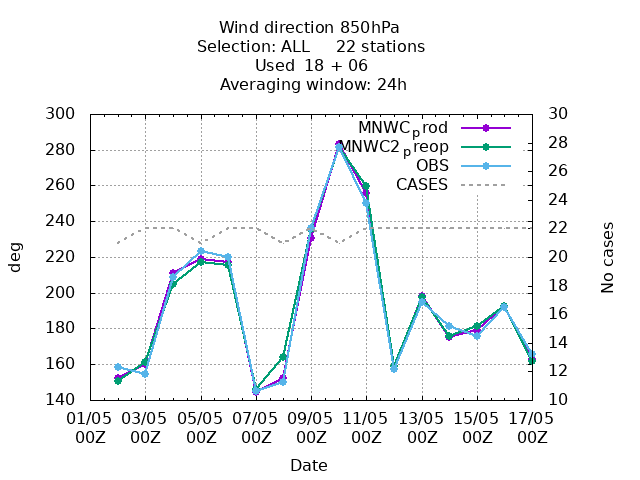 Wind direction 850hPa
Selection: ALL 22 stations
Used 18 + 06
Averaging window: 24h
300 30
MNWCprod
280 28
MNWC2preop
OBS
260 26
CASES
240 24
220 22
200 20
180 18
160 16
140 14
12
10
deg
No cases
01/05 03/05 05/05 07/05 09/05 11/05 13/05 15/05 17/05
00Z 00Z 00Z 00Z 00Z 00Z 00Z 00Z 00Z
Date